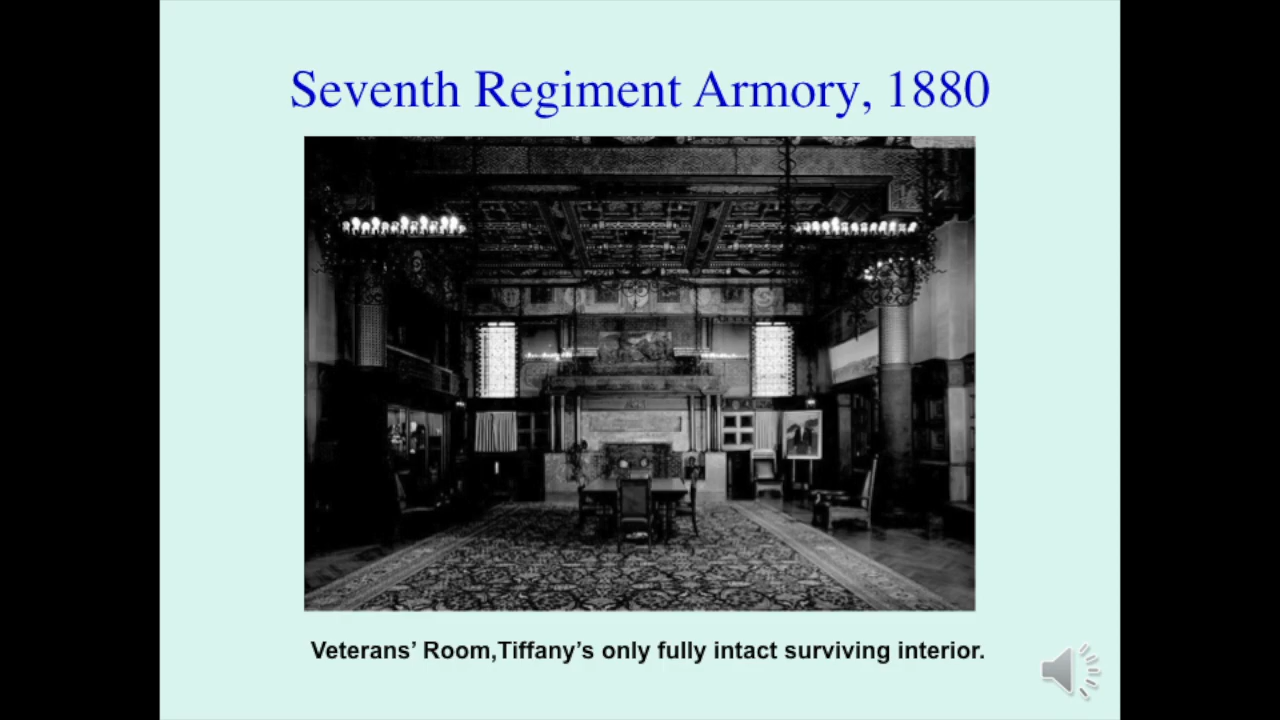 Seventh Regiment Armory, 1880
Veterans’ Room,Tiffany’s only fully intact surviving interior.